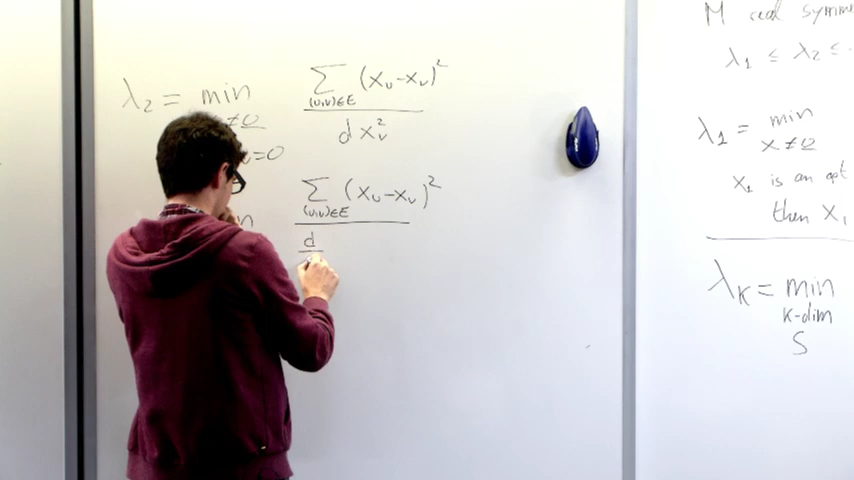 λ₂ = min
≠0
=0
∑ (xᵤ-xᵥ)²
(u,v)∈E
d xᵥ²
∑ (xᵤ-xᵥ)²
(u,v)∈E
d
M real symm
λ₁ ≤ λ₂ ≤
λ₁ = min
x≠0
x₁ is an opt
then x₁
λ_K = min
K-dim
S